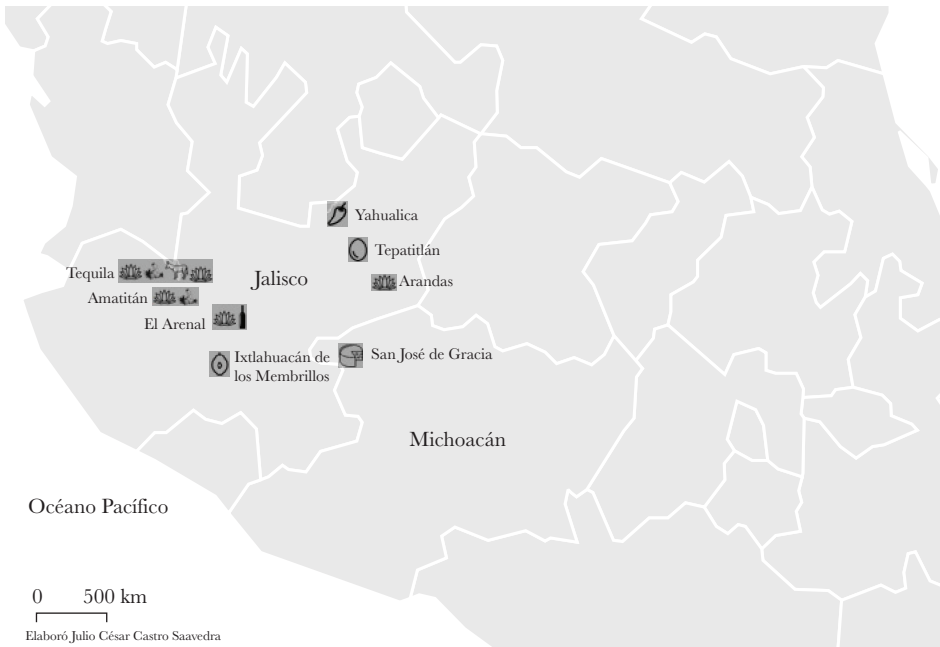 Yahualica
Tepatitlán
Tequila
Jalisco
Arandas
Amatitán
El Arenal
Ixtlahuacán de
los Membrillos
San José de Gracia
Michoacán
Océano Pacífico
0 500 km
Elaboró Julio César Castro Saavedra